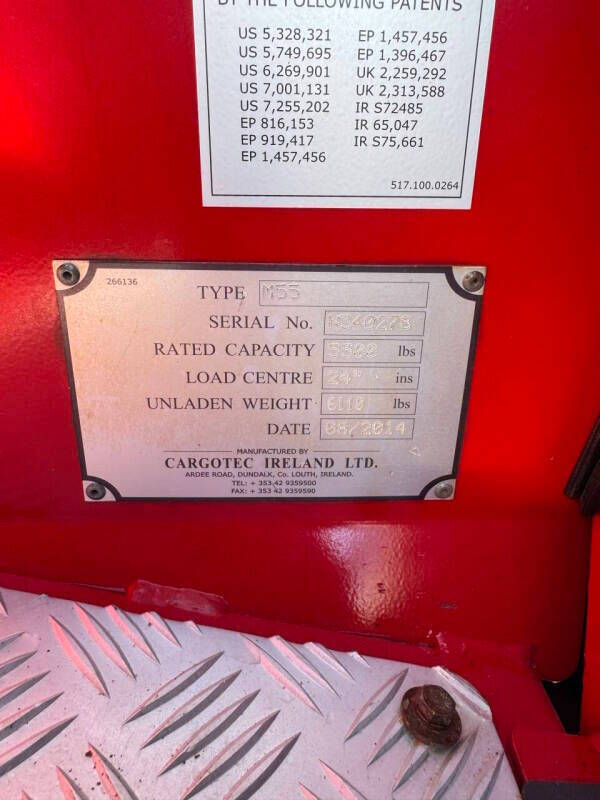 BY THE FOLLOWING PATENTS
US 5,328,321 EP 1,457,456
US 5,749,695 EP 1,396,467
US 6,269,901 UK 2,259,292
US 7,001,131 UK 2,313,588
US 7,255,202 IR S72485
EP 816,153 IR 65,047
EP 919,417 IR S75,661
EP 1,457,456
517.100.0264
266136
TYPE M55
SERIAL No.
RATED CAPACITY 5500 lbs
LOAD CENTRE 24" ins
UNLADEN WEIGHT 6110 lbs
DATE 08/2014
MANUFACTURED BY
CARGOTEC IRELAND LTD.
ARDEE ROAD, DUNDALK, Co. LOUTH, IRELAND.
TEL: + 353 42 9359500
FAX: + 353 42 9359590